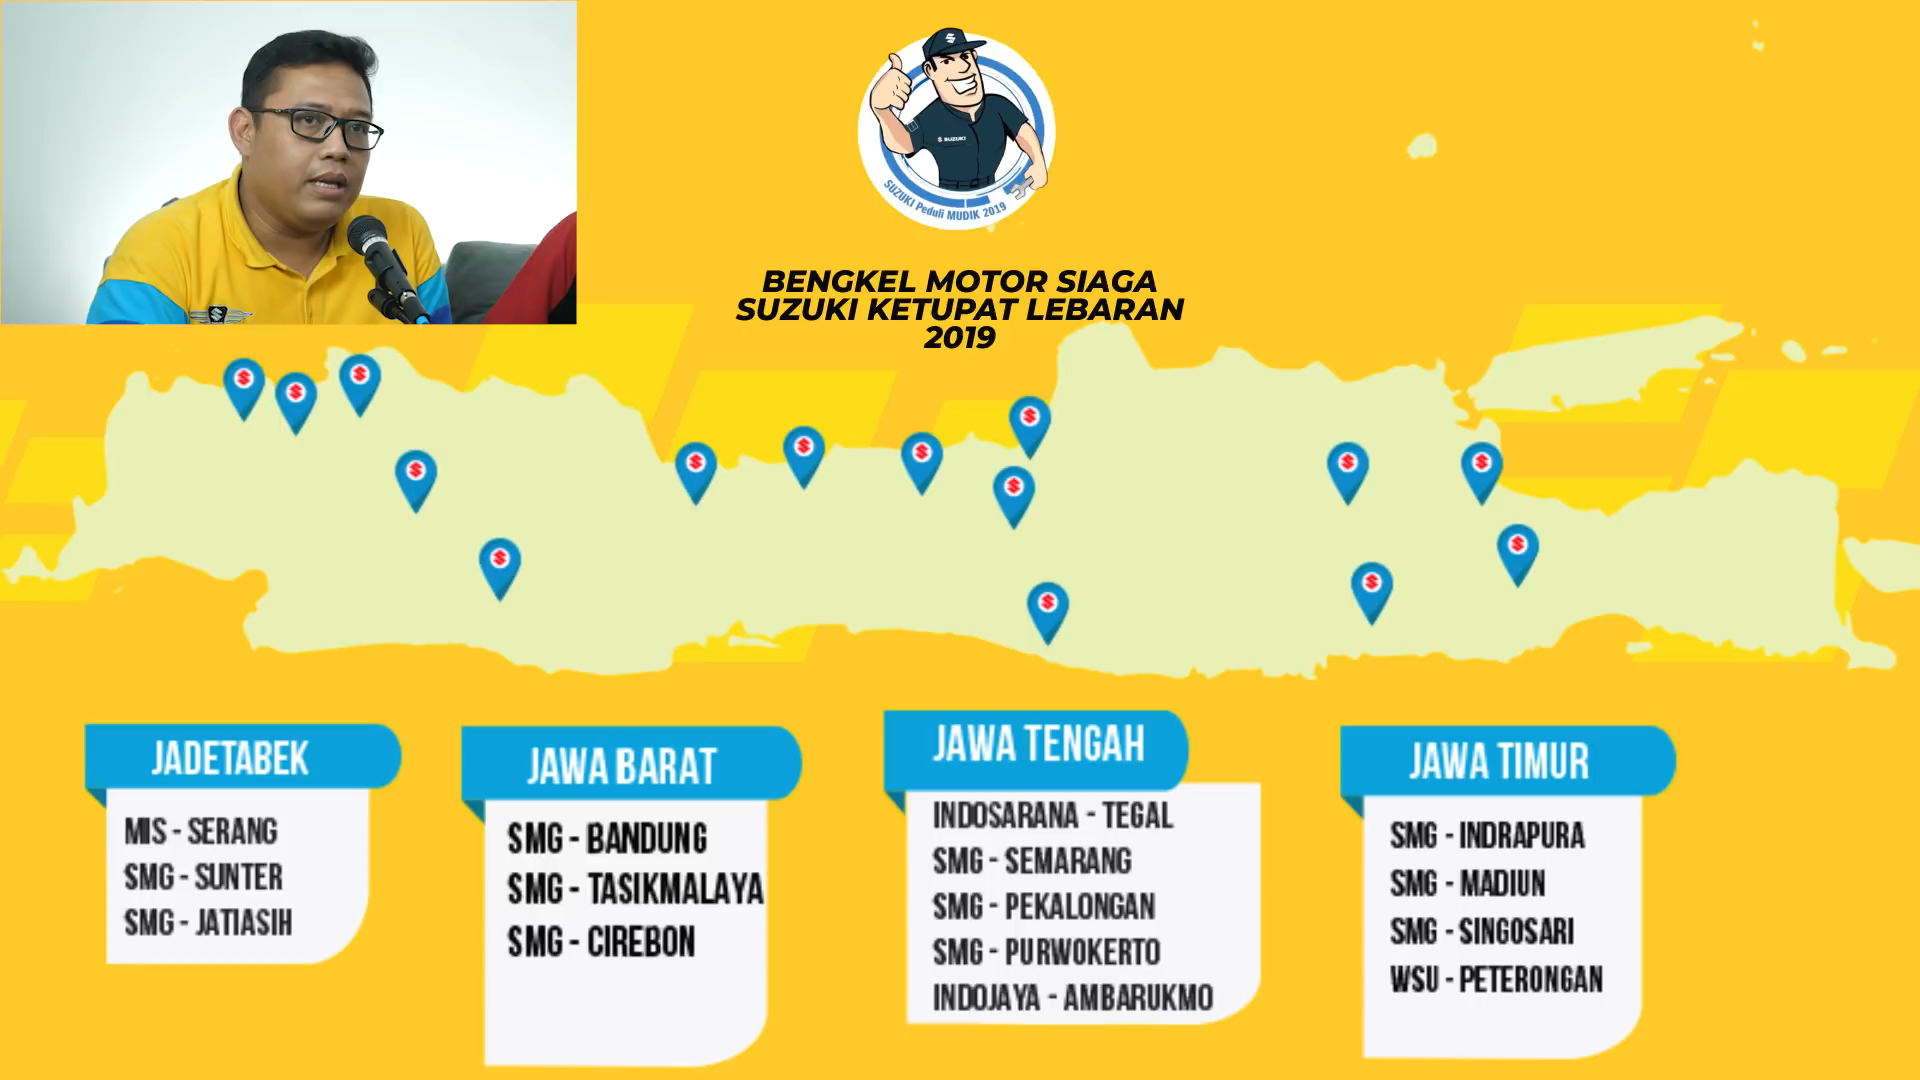 SUZUKI
SUZUKI Peduli MUDIK 2019
BENGKEL MOTOR SIAGA
SUZUKI KETUPAT LEBARAN
2019
JADETABEK
MIS - SERANG
SMG - SUNTER
SMG - JATIASIH
JAWA BARAT
SMG - BANDUNG
SMG - TASIKMALAYA
SMG - CIREBON
JAWA TENGAH
INDOSARANA - TEGAL
SMG - SEMARANG
SMG - PEKALONGAN
SMG - PURWOKERTO
INDOJAYA - AMBARUKMO
JAWA TIMUR
SMG - INDRAPURA
SMG - MADIUN
SMG - SINGOSARI
WSU - PETERONGAN